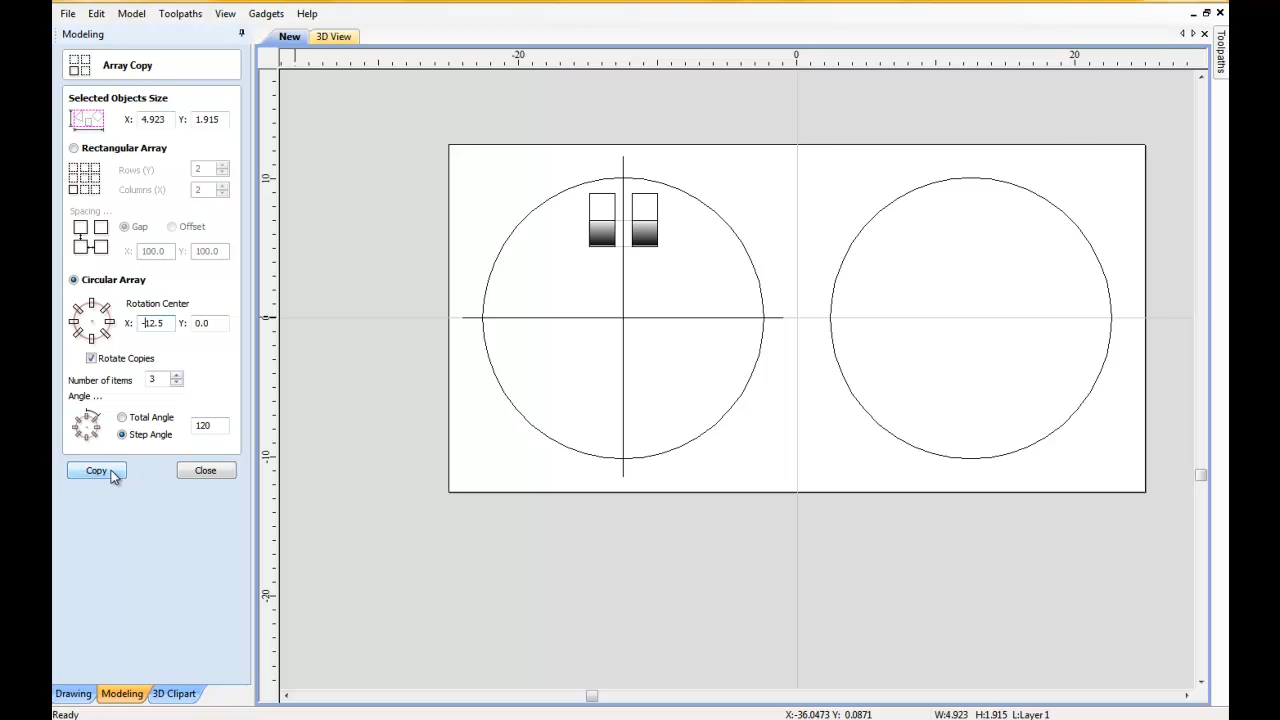 File Edit Model Toolpaths View Gadgets Help
Modeling
New 3D View
Toolpaths
Array Copy
-20 0 20
Selected Objects Size
X: 4.923 Y: 1.915
Rectangular Array
Rows (Y) 2
Columns (X) 2
10
Spacing ...
Gap Offset
X: 100.0 Y: 100.0
Circular Array
Rotation Center
X: -12.5 Y: 0.0
0
Rotate Copies
Number of items 3
Angle ...
Total Angle
Step Angle
120
-10
Copy Close
-20
Drawing Modeling 3D Clipart
Ready
X:-36.0473 Y: 0.0871
W:4.923 H:1.915 L:Layer 1